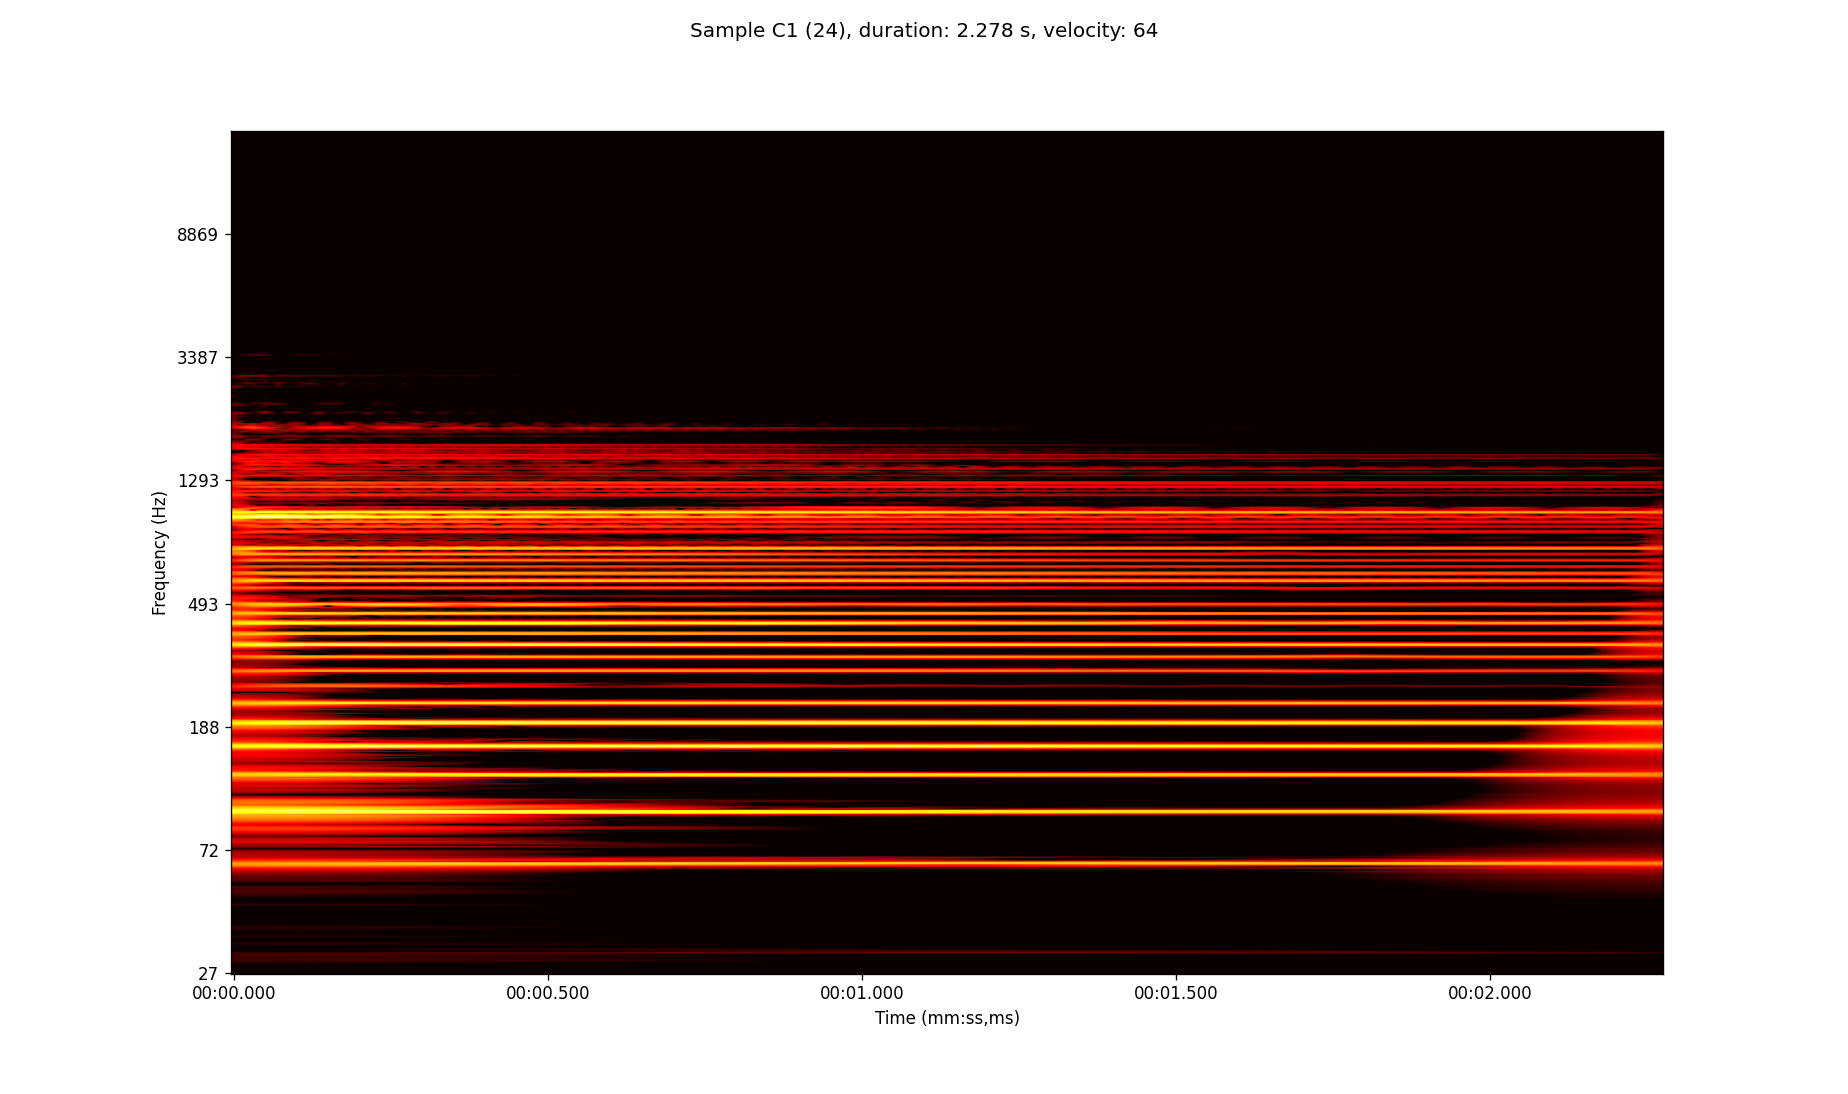 Sample C1 (24), duration: 2.278 s, velocity: 64
8869
3387
1293
493
188
72
27
Frequency (Hz)
00:00.000 00:00.500 00:01.000 00:01.500 00:02.000
Time (mm:ss,ms)